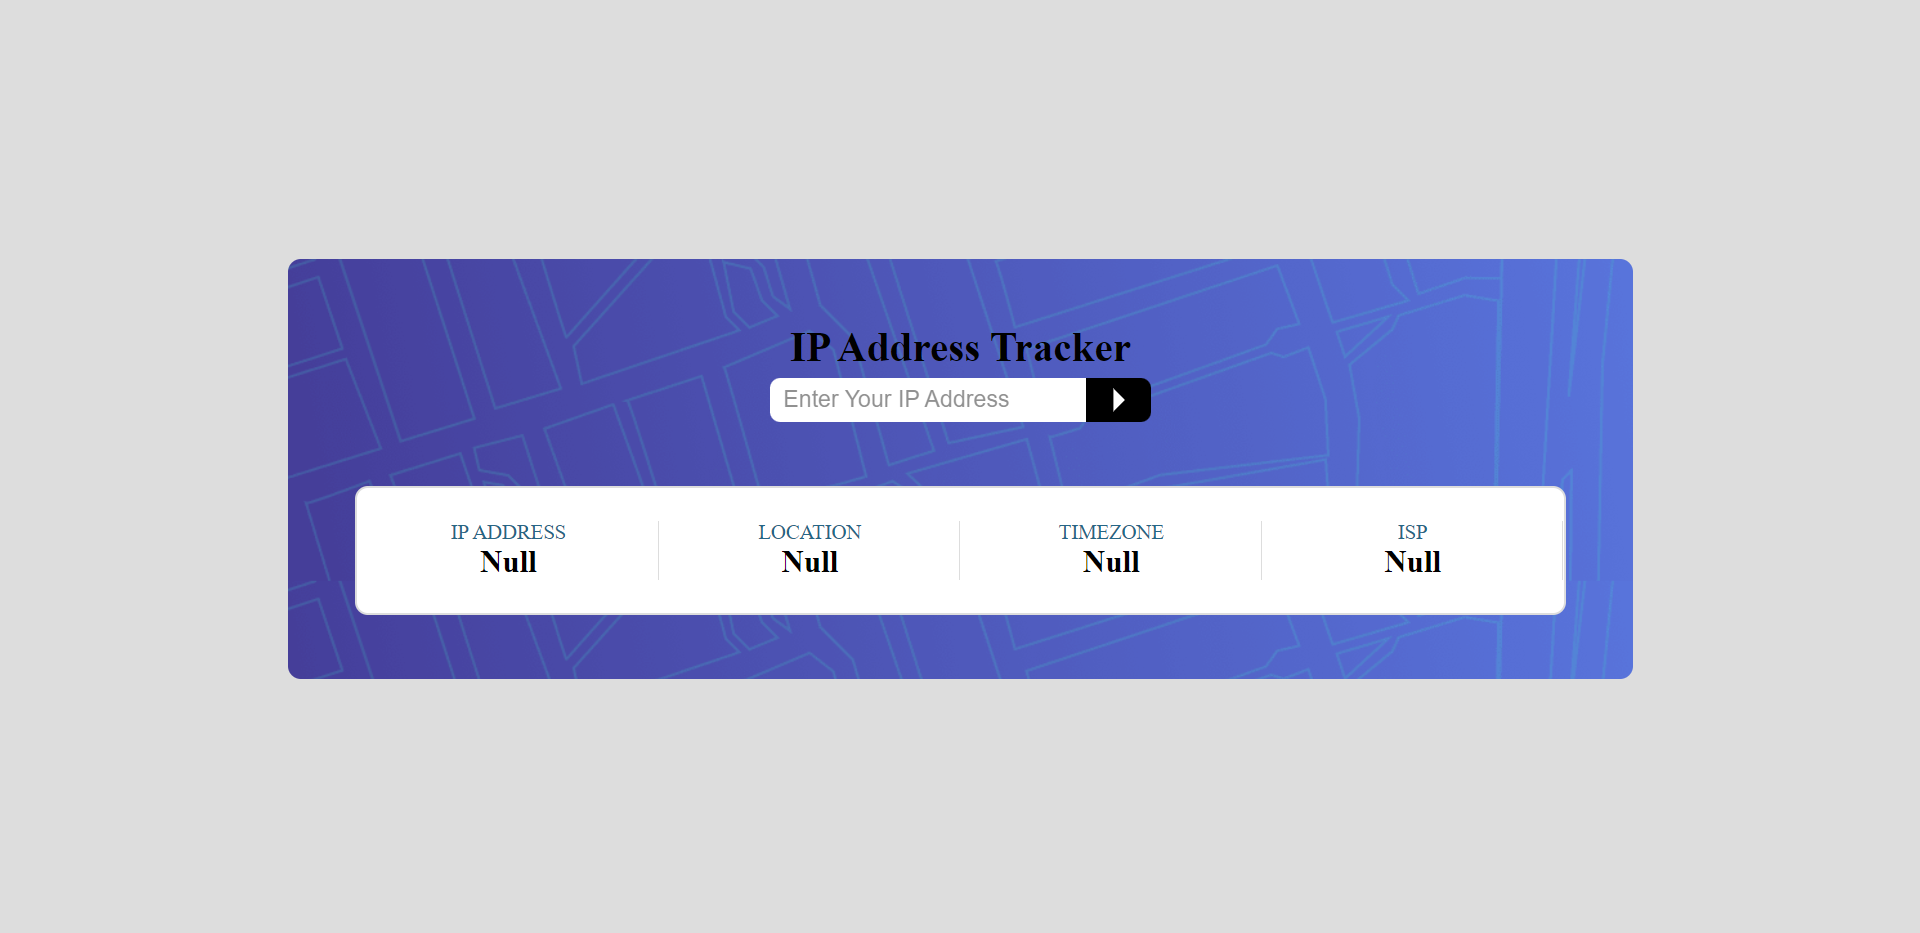 IP Address Tracker
Enter Your IP Address
IP ADDRESS
Null
LOCATION
Null
TIMEZONE
Null
ISP
Null